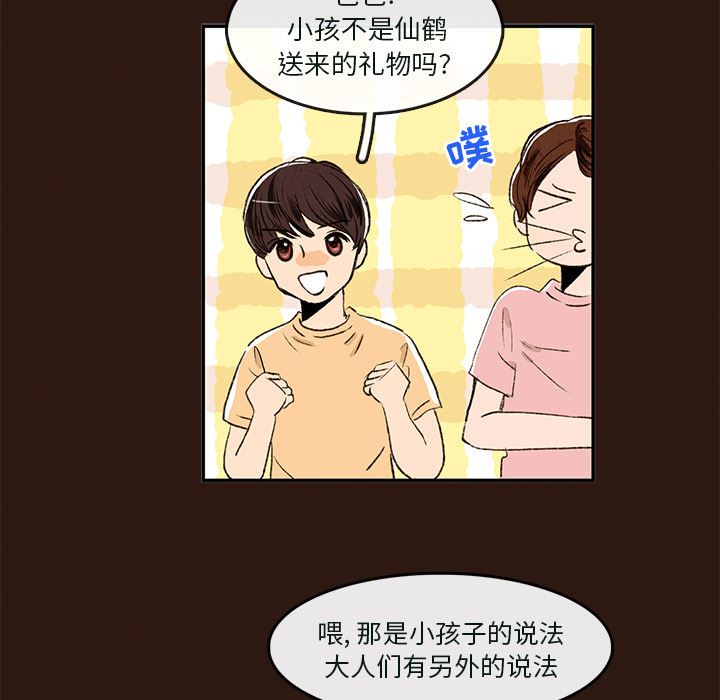 小孩不是仙鹤
送来的礼物吗?
噗
喂, 那是小孩子的说法
大人们有另外的说法